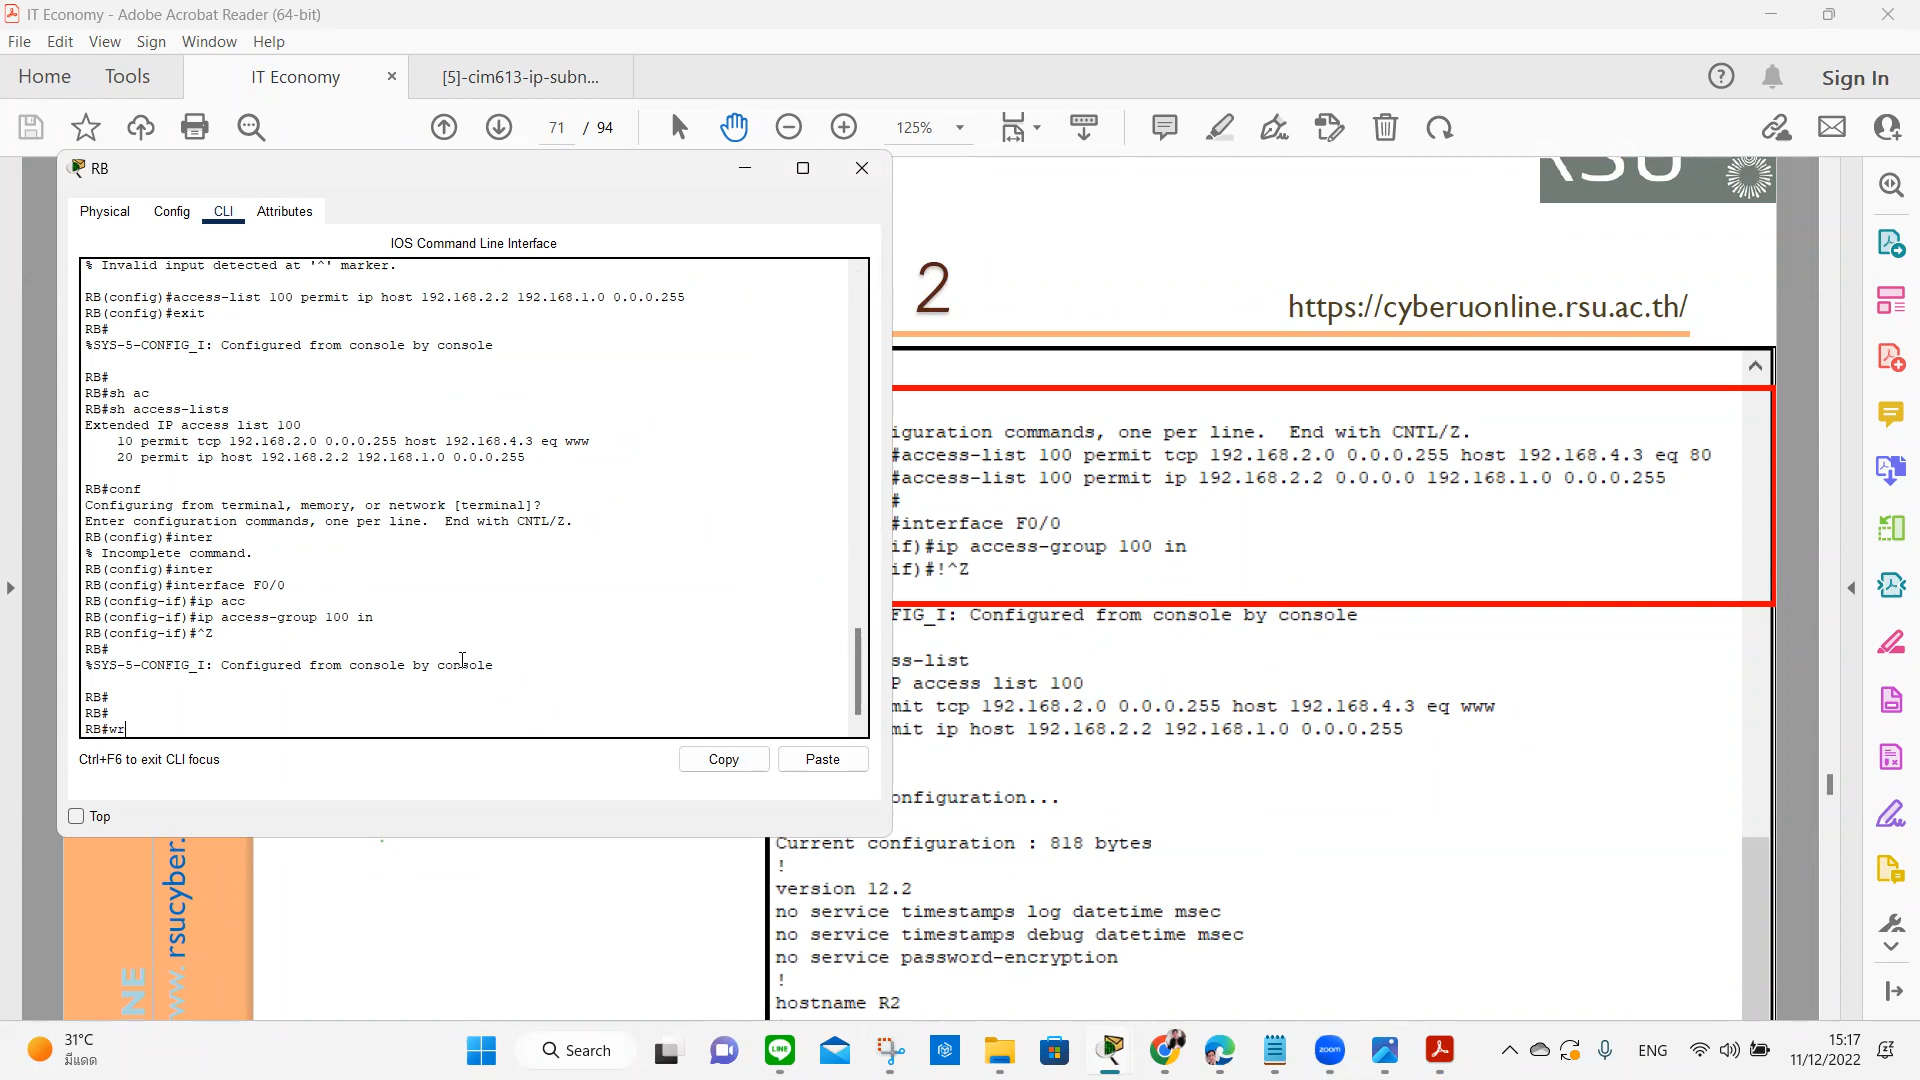 IT Economy - Adobe Acrobat Reader (64-bit)
File Edit View Sign Window Help
Home Tools IT Economy × [5]-cim613-ip-subn... Sign In
71 / 94 125%
RB
Physical Config CLI Attributes
IOS Command Line Interface
% Invalid input detected at '^' marker.
RB(config)#access-list 100 permit ip host 192.168.2.2 192.168.1.0 0.0.0.255
RB(config)#exit
RB#
%SYS-5-CONFIG_I: Configured from console by console
RB#
RB#sh ac
RB#sh access-lists
Extended IP access list 100
10 permit tcp 192.168.2.0 0.0.0.255 host 192.168.4.3 eq www
20 permit ip host 192.168.2.2 192.168.1.0 0.0.0.255
RB#conf
Configuring from terminal, memory, or network [terminal]?
Enter configuration commands, one per line. End with CNTL/Z.
RB(config)#inter
% Incomplete command.
RB(config)#inter
RB(config)#interface F0/0
RB(config-if)#ip acc
RB(config-if)#ip access-group 100 in
RB(config-if)#^Z
RB#
%SYS-5-CONFIG_I: Configured from console by console
RB#
RB#
RB#wr
Ctrl+F6 to exit CLI focus
Copy Paste
Top
RSU
2
https://cyberuonline.rsu.ac.th/
iguration commands, one per line. End with CNTL/Z.
#access-list 100 permit tcp 192.168.2.0 0.0.0.255 host 192.168.4.3 eq 80
#access-list 100 permit ip 192.168.2.2 0.0.0.0 192.168.1.0 0.0.0.255
#
#interface F0/0
if)#ip access-group 100 in
if)#!^Z
FIG_I: Configured from console by console
ss-list
P access list 100
mit tcp 192.168.2.0 0.0.0.255 host 192.168.4.3 eq www
mit ip host 192.168.2.2 192.168.1.0 0.0.0.255
onfiguration...
Current configuration : 818 bytes
!
version 12.2
no service timestamps log datetime msec
no service timestamps debug datetime msec
no service password-encryption
!
hostname R2
NE
www.rsucyber.
31°C
มีแดด
Search
LINE
zoom
ENG
15:17
11/12/2022